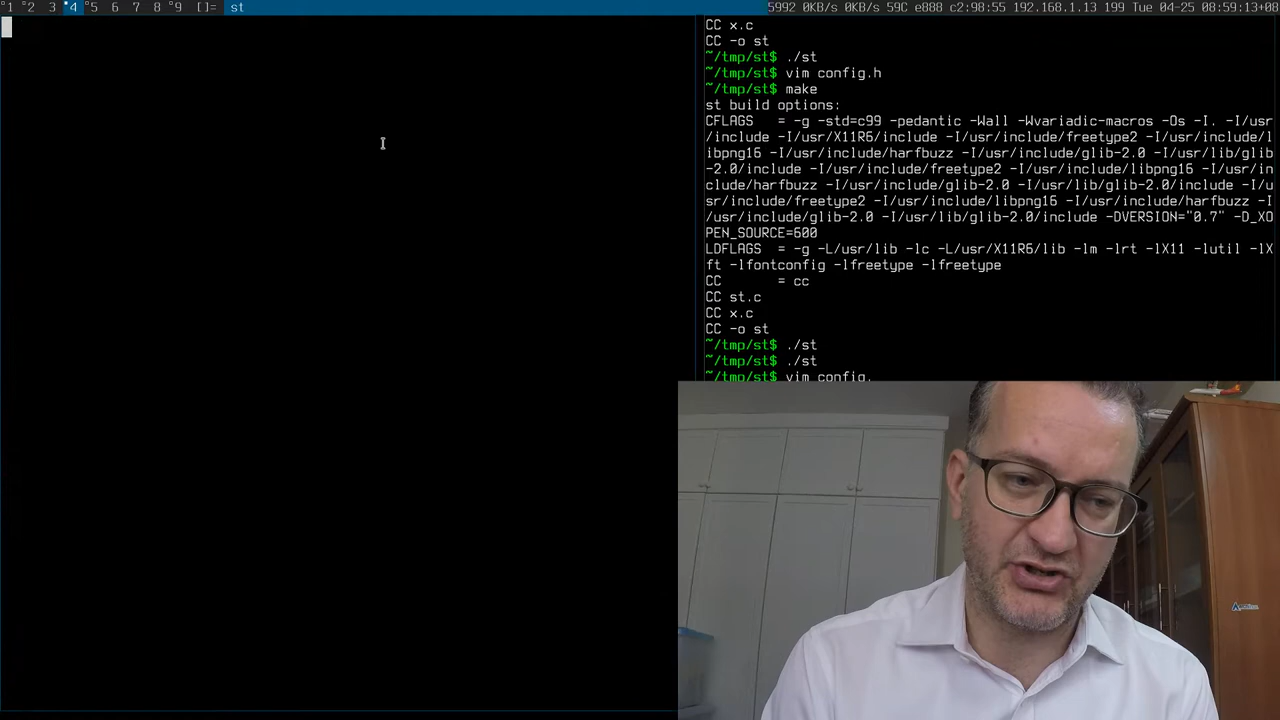 1 2 3 4 5 6 7 8 9 []= st 5992 0KB/s 0KB/s 59C e888 c2:98:55 192.168.1.13 199 Tue 04-25 08:59:13+08
CC x.c
CC -o st
~/tmp/st$ ./st
~/tmp/st$ vim config.h
~/tmp/st$ make
st build options:
CFLAGS = -g -std=c99 -pedantic -Wall -Wvariadic-macros -Os -I. -I/usr
/include -I/usr/X11R6/include -I/usr/include/freetype2 -I/usr/include/l
ibpng16 -I/usr/include/harfbuzz -I/usr/include/glib-2.0 -I/usr/lib/glib
-2.0/include -I/usr/include/freetype2 -I/usr/include/libpng16 -I/usr/in
clude/harfbuzz -I/usr/include/glib-2.0 -I/usr/lib/glib-2.0/include -I/u
sr/include/freetype2 -I/usr/include/libpng16 -I/usr/include/harfbuzz -I
/usr/include/glib-2.0 -I/usr/lib/glib-2.0/include -DVERSION="0.7" -D_XO
PEN_SOURCE=600
LDFLAGS = -g -L/usr/lib -lc -L/usr/X11R6/lib -lm -lrt -lX11 -lutil -lX
ft -lfontconfig -lfreetype -lfreetype
CC = cc
CC st.c
CC x.c
CC -o st
~/tmp/st$ ./st
~/tmp/st$ ./st
~/tmp/st$ vim config.